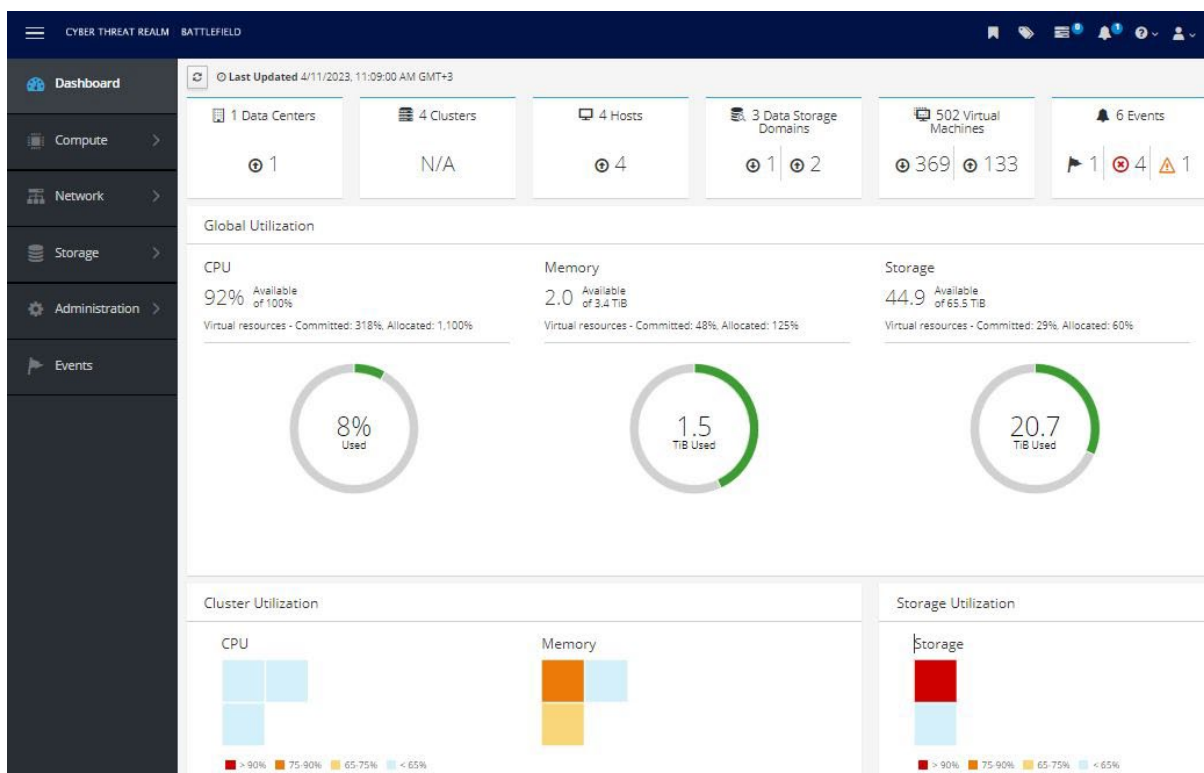 CYBER THREAT REALM BATTLEFIELD
0 1
Dashboard
Compute
Network
Storage
Administration
Events
Last Updated 4/11/2023, 11:09:00 AM GMT+3
1 Data Centers
1
4 Clusters
N/A
4 Hosts
4
3 Data Storage
Domains
1 2
502 Virtual
Machines
369 133
6 Events
1 4 1
Global Utilization
CPU
92% Available
of 100%
Virtual resources - Committed: 318%, Allocated: 1,100%
8%
Used
Memory
2.0 Available
of 3.4 TiB
Virtual resources - Committed: 48%, Allocated: 125%
1.5
TiB Used
Storage
44.9 Available
of 65.5 TiB
Virtual resources - Committed: 29%, Allocated: 60%
20.7
TiB Used
Cluster Utilization
CPU
Memory
> 90% 75-90% 65-75% < 65%
Storage Utilization
Storage
> 90% 75-90% 65-75% < 65%